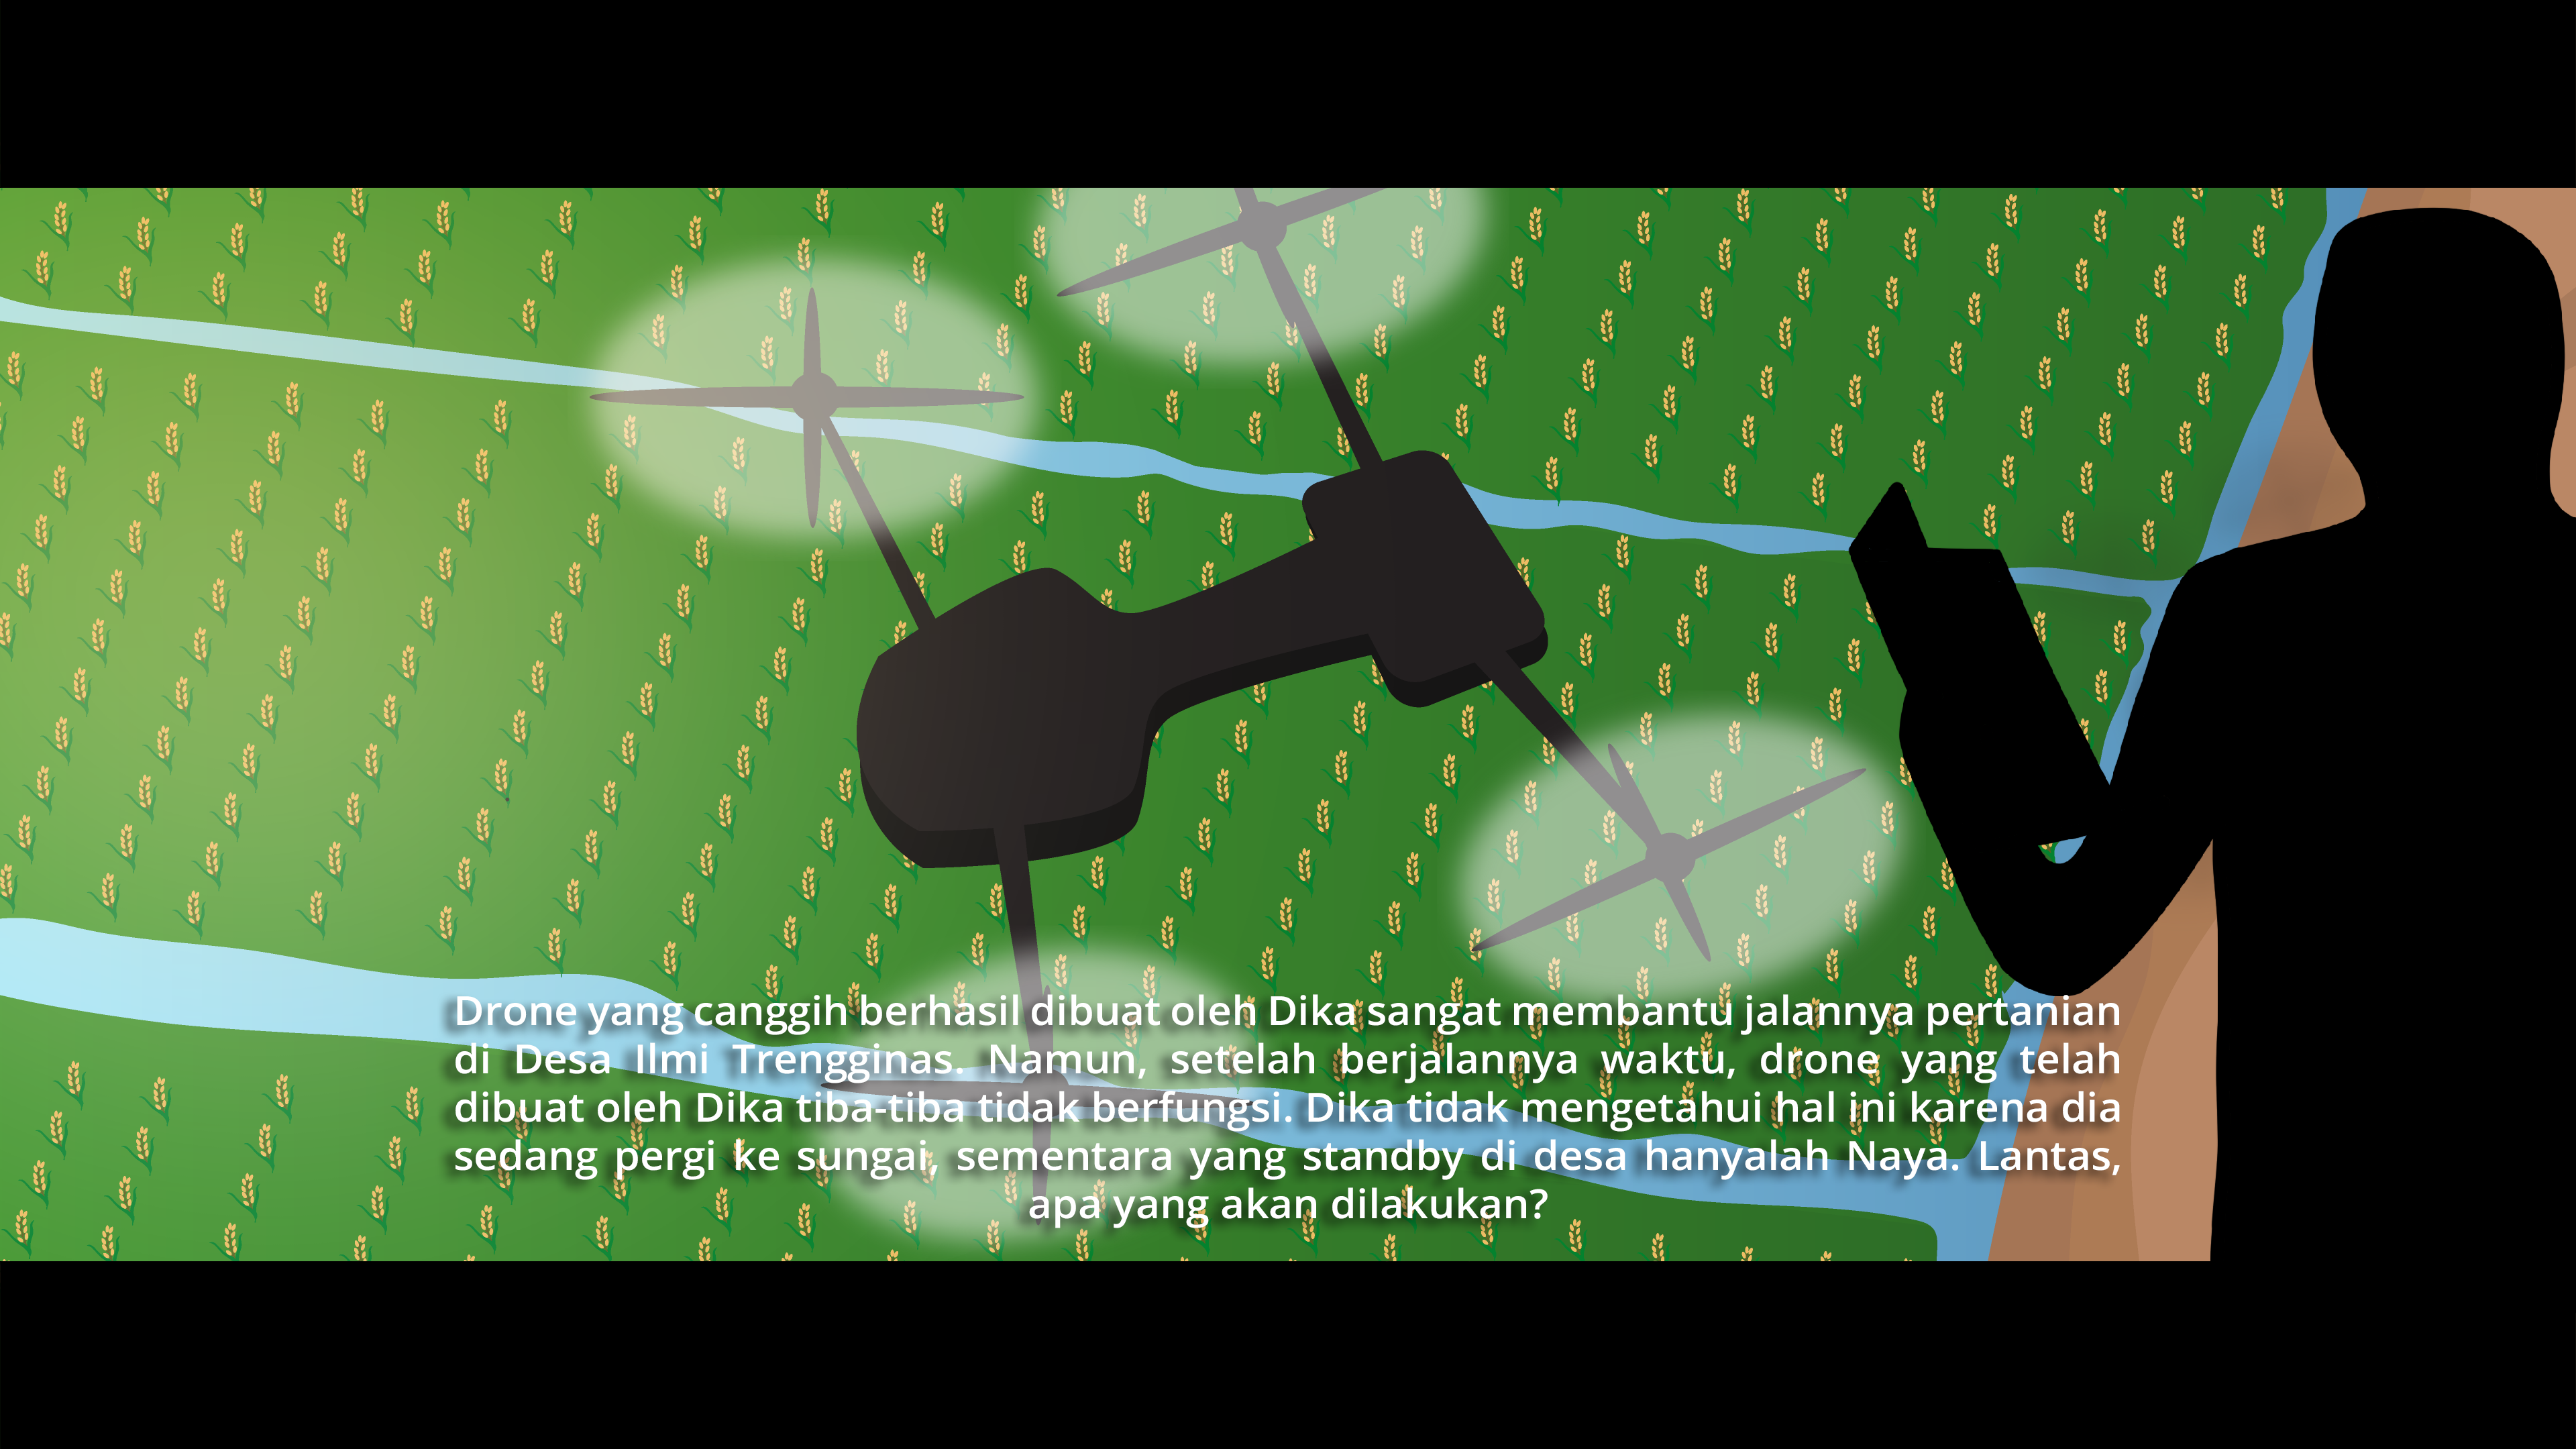 Drone yang canggih berhasil dibuat oleh Dika sangat membantu jalannya pertanian
di Desa Ilmi Trengginas. Namun, setelah berjalannya waktu, drone yang telah
dibuat oleh Dika tiba-tiba tidak berfungsi. Dika tidak mengetahui hal ini karena dia
sedang pergi ke sungai, sementara yang standby di desa hanyalah Naya. Lantas,
apa yang akan dilakukan?